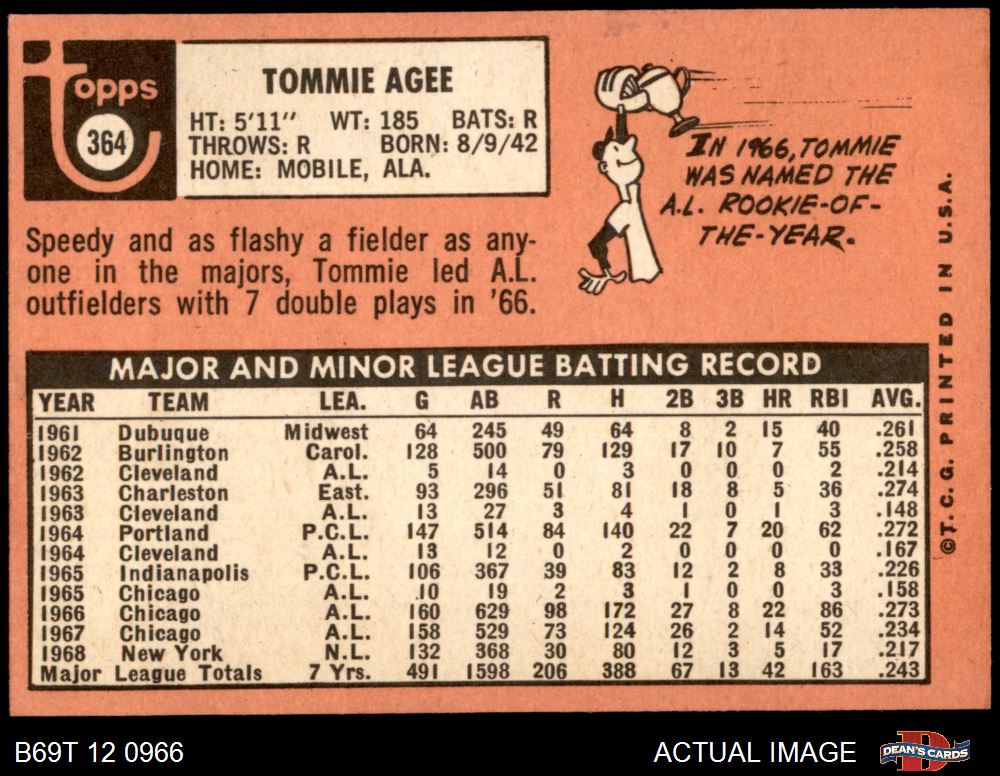 topps
364
TOMMIE AGEE
HT: 5'11" WT: 185 BATS: R
THROWS: R BORN: 8/9/42
HOME: MOBILE, ALA.
IN 1966, TOMMIE
WAS NAMED THE
A.L. ROOKIE-OF-
THE-YEAR.
Speedy and as flashy a fielder as any-
one in the majors, Tommie led A.L.
outfielders with 7 double plays in '66.
MAJOR AND MINOR LEAGUE BATTING RECORD
YEAR TEAM LEA. G AB R H 2B 3B HR RBI AVG.
1961 Dubuque Midwest 64 245 49 64 8 2 15 40 .261
1962 Burlington Carol. 128 500 79 129 17 10 7 55 .258
1962 Cleveland A.L. 5 14 0 3 0 0 0 2 .214
1963 Charleston East. 93 296 51 81 18 8 5 36 .274
1963 Cleveland A.L. 13 27 3 4 1 0 1 3 .148
1964 Portland P.C.L. 147 514 84 140 22 7 20 62 .272
1964 Cleveland A.L. 13 12 0 2 0 0 0 0 .167
1965 Indianapolis P.C.L. 106 367 39 83 12 2 8 33 .226
1965 Chicago A.L. 10 19 2 3 1 0 0 3 .158
1966 Chicago A.L. 160 629 98 172 27 8 22 86 .273
1967 Chicago A.L. 158 529 73 124 26 2 14 52 .234
1968 New York N.L. 132 368 30 80 12 3 5 17 .217
Major League Totals 7 Yrs. 491 1598 206 388 67 13 42 163 .243
©T. C. G. PRINTED IN U.S.A.
B69T 12 0966
ACTUAL IMAGE
D
DEAN'S CARDS